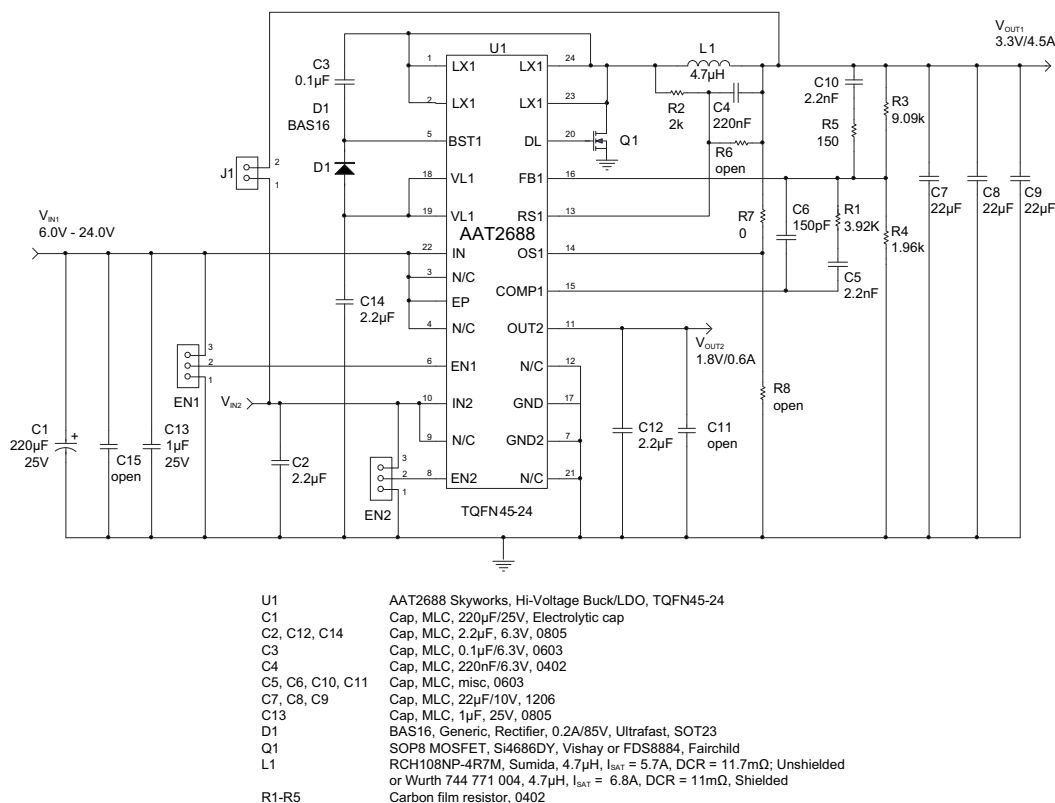 U1
L1
4.7µH
V_OUT1
3.3V/4.5A
C3
0.1µF
D1
BAS16
D1
J1
2
1
V_IN1
6.0V - 24.0V
1 LX1
2 LX1
5 BST1
18 VL1
19 VL1
AAT2688
22 IN
3 N/C
EP
4 N/C
6 EN1
10 IN2
9 N/C
8 EN2
LX1 24
LX1 23
DL 20
FB1 16
RS1 13
OS1 14
COMP1 15
OUT2 11
N/C 12
GND 17
GND2 7
N/C 21
TQFN45-24
R2
2k
C4
220nF
Q1
R6
open
C10
2.2nF
R5
150
R3
9.09k
R7
0
C6
150pF
R1
3.92K
C5
2.2nF
R4
1.96k
C7
22µF
C8
22µF
C9
22µF
C14
2.2µF
V_OUT2
1.8V/0.6A
R8
open
3
2
1
EN1
V_IN2
C1
220µF
25V
+
C15
open
C13
1µF
25V
C2
2.2µF
3
2
1
EN2
C12
2.2µF
C11
open
U1 AAT2688 Skyworks, Hi-Voltage Buck/LDO, TQFN45-24
C1 Cap, MLC, 220µF/25V, Electrolytic cap
C2, C12, C14 Cap, MLC, 2.2µF, 6.3V, 0805
C3 Cap, MLC, 0.1µF/6.3V, 0603
C4 Cap, MLC, 220nF/6.3V, 0402
C5, C6, C10, C11 Cap, MLC, misc, 0603
C7, C8, C9 Cap, MLC, 22µF/10V, 1206
C13 Cap, MLC, 1µF, 25V, 0805
D1 BAS16, Generic, Rectifier, 0.2A/85V, Ultrafast, SOT23
Q1 SOP8 MOSFET, Si4686DY, Vishay or FDS8884, Fairchild
L1 RCH108NP-4R7M, Sumida, 4.7µH, I_SAT = 5.7A, DCR = 11.7mΩ; Unshielded
or Wurth 744 771 004, 4.7µH, I_SAT = 6.8A, DCR = 11mΩ, Shielded
R1-R5 Carbon film resistor, 0402